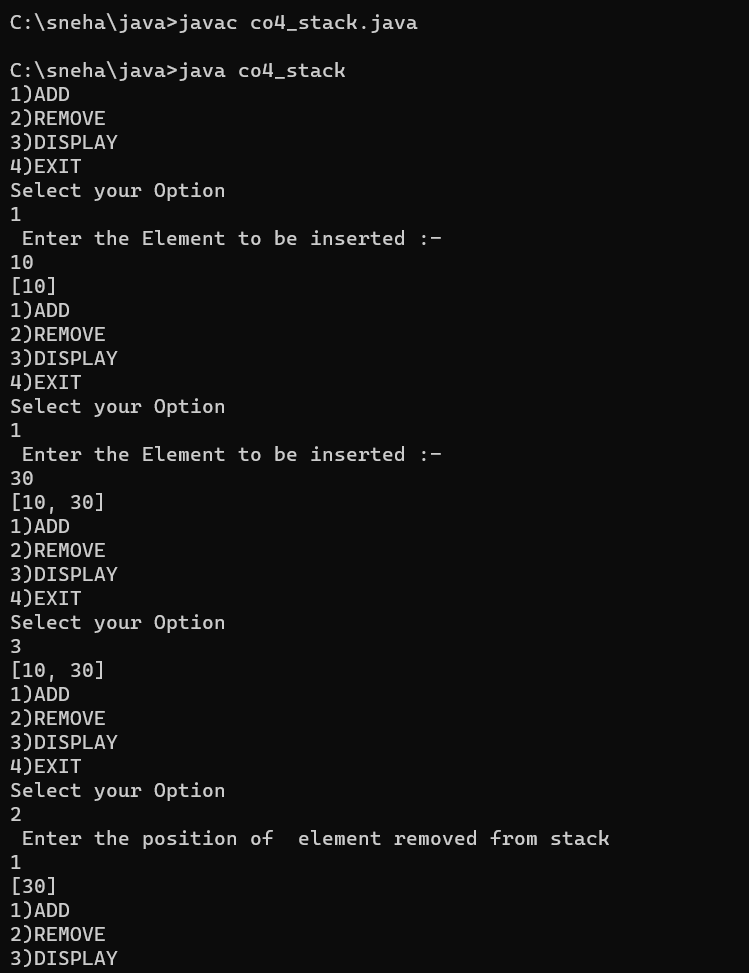 C:\sneha\java>javac co4_stack.java
C:\sneha\java>java co4_stack
1)ADD
2)REMOVE
3)DISPLAY
4)EXIT
Select your Option
1
 Enter the Element to be inserted :-
10
[10]
1)ADD
2)REMOVE
3)DISPLAY
4)EXIT
Select your Option
1
 Enter the Element to be inserted :-
30
[10, 30]
1)ADD
2)REMOVE
3)DISPLAY
4)EXIT
Select your Option
3
[10, 30]
1)ADD
2)REMOVE
3)DISPLAY
4)EXIT
Select your Option
2
 Enter the position of  element removed from stack
1
[30]
1)ADD
2)REMOVE
3)DISPLAY